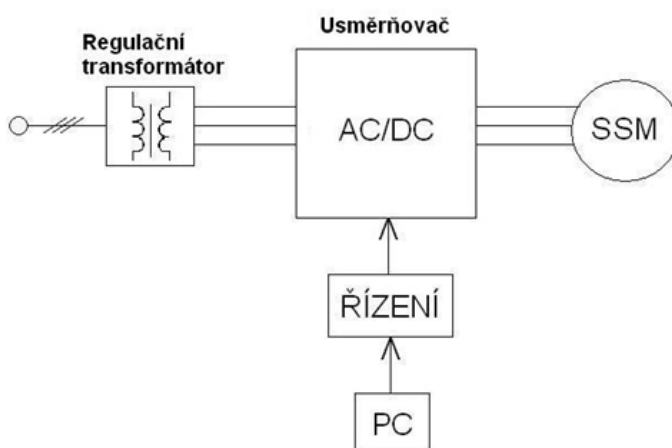 Usměrňovač
Regulační
transformátor
AC/DC
SSM
ŘÍZENÍ
PC